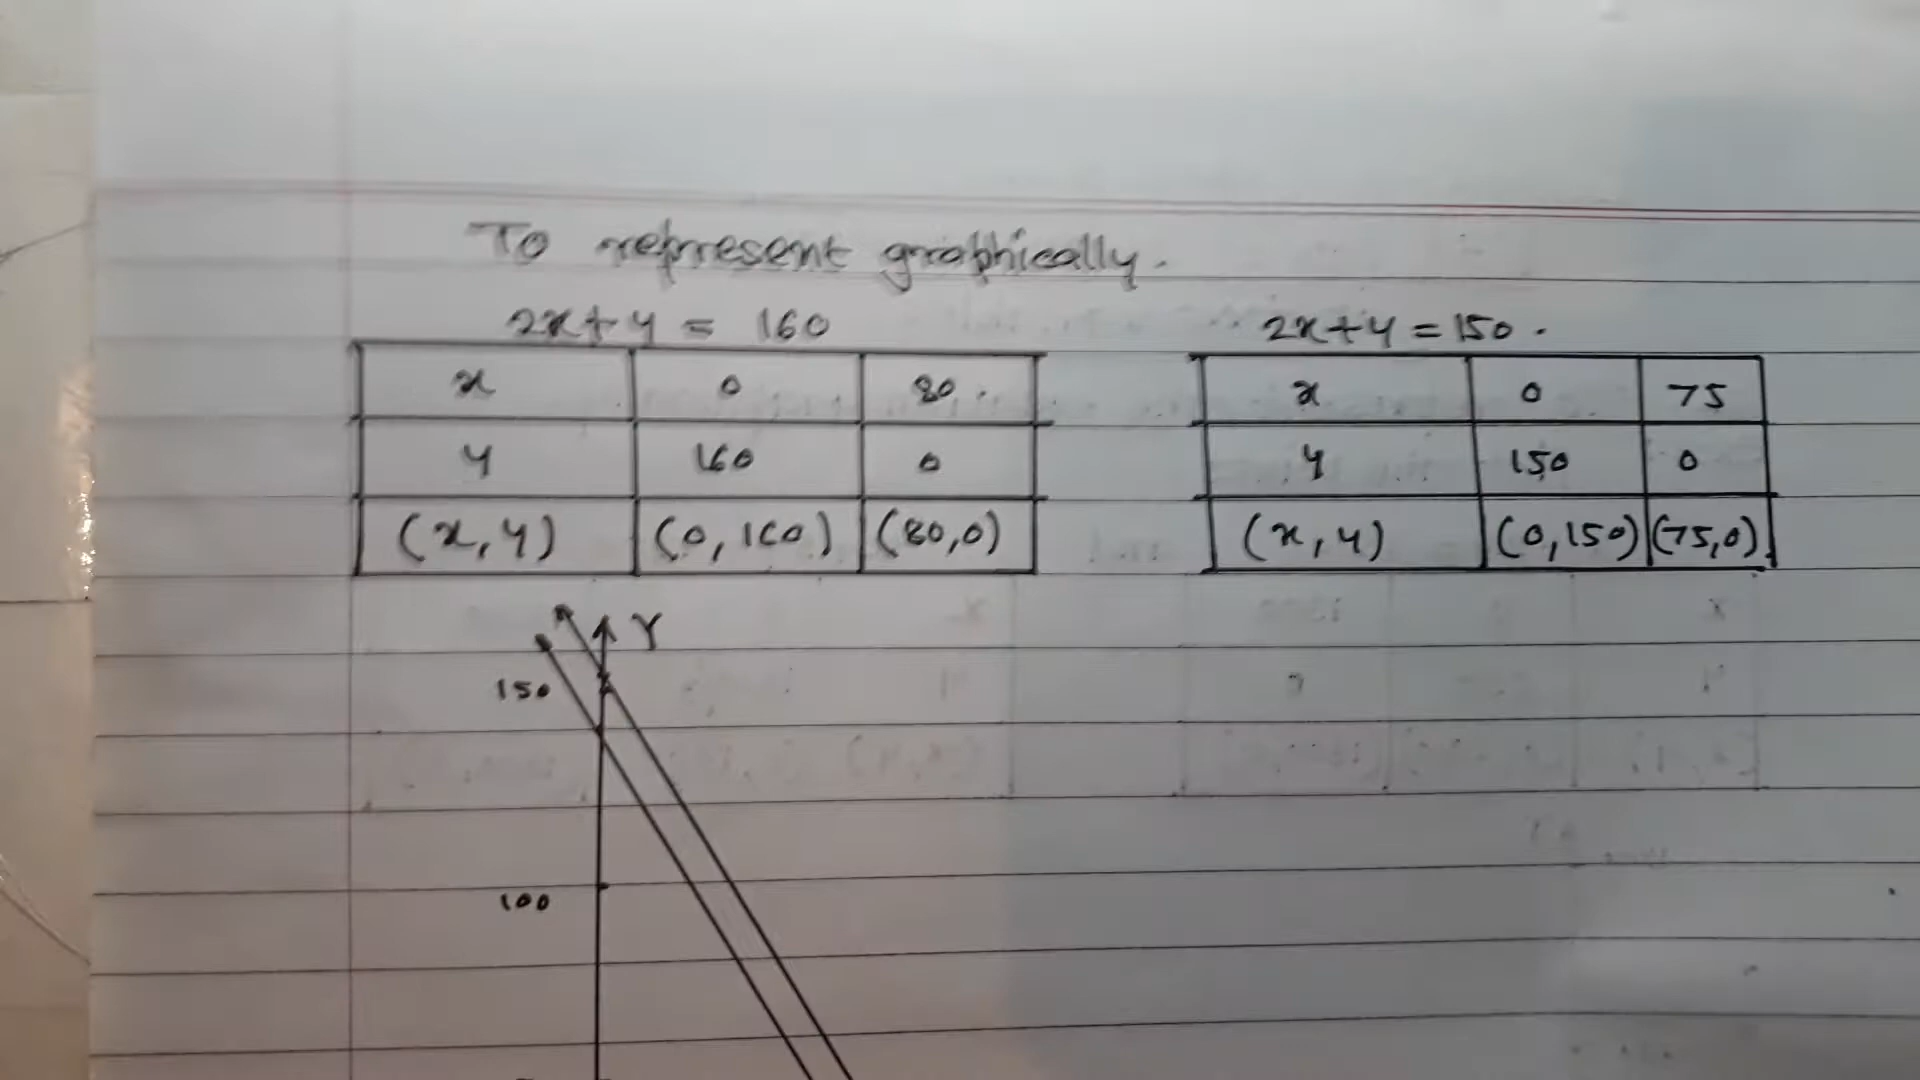 To represent graphically.
2x+y = 160
2x+y = 150.
x 0 80
y 160 0
(x,y) (0,160) (80,0)
x 0 75
y 150 0
(x,y) (0,150) (75,0)
Y
150
100